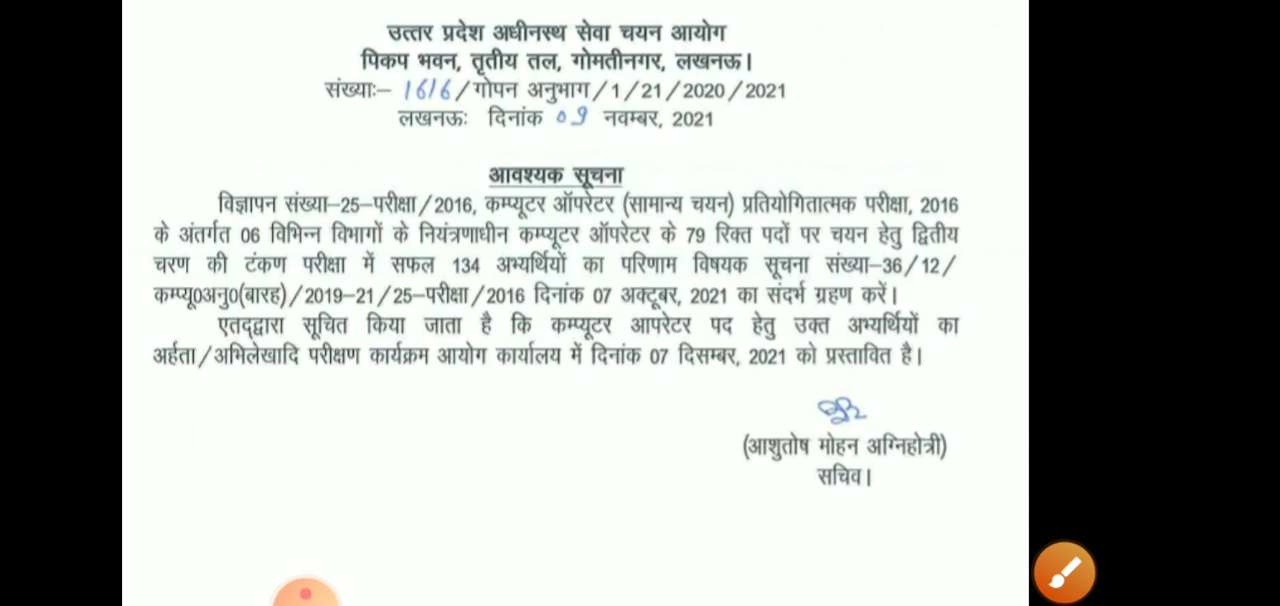 उत्तर प्रदेश अधीनस्थ सेवा चयन आयोग
पिकप भवन, तृतीय तल, गोमतीनगर, लखनऊ।
संख्याः– 1616/गोपन अनुभाग/1/21/2020/2021
लखनऊः दिनांक 09 नवम्बर, 2021
आवश्यक सूचना
विज्ञापन संख्या–25–परीक्षा/2016, कम्प्यूटर ऑपरेटर (सामान्य चयन) प्रतियोगितात्मक परीक्षा, 2016
के अंतर्गत 06 विभिन्न विभागों के नियंत्रणाधीन कम्प्यूटर ऑपरेटर के 79 रिक्त पदों पर चयन हेतु द्वितीय
चरण की टंकण परीक्षा में सफल 134 अभ्यर्थियों का परिणाम विषयक सूचना संख्या–36/12/
कम्प्यू0अनु0(बारह)/2019–21/25–परीक्षा/2016 दिनांक 07 अक्टूबर, 2021 का संदर्भ ग्रहण करें।
एतद्द्वारा सूचित किया जाता है कि कम्प्यूटर आपरेटर पद हेतु उक्त अभ्यर्थियों का
अर्हता/अभिलेखादि परीक्षण कार्यक्रम आयोग कार्यालय में दिनांक 07 दिसम्बर, 2021 को प्रस्तावित है।
(आशुतोष मोहन अग्निहोत्री)
सचिव।